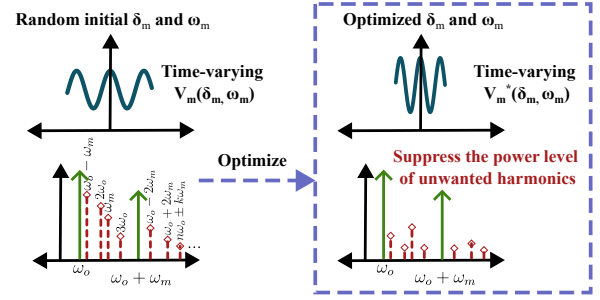 Random initial δₘ and ωₘ
Time-varying
Vₘ(δₘ, ωₘ)
ωₒ − ωₘ
2ωₒ
ωₘ
3ωₒ
ωₒ − 2ωₘ
ωₒ + 2ωₘ
nωₒ ± kωₘ
...
ωₒ
ωₒ + ωₘ
Optimize
Optimized δₘ and ωₘ
Time-varying
Vₘ*(δₘ, ωₘ)
Suppress the power level
of unwanted harmonics
ωₒ
ωₒ + ωₘ